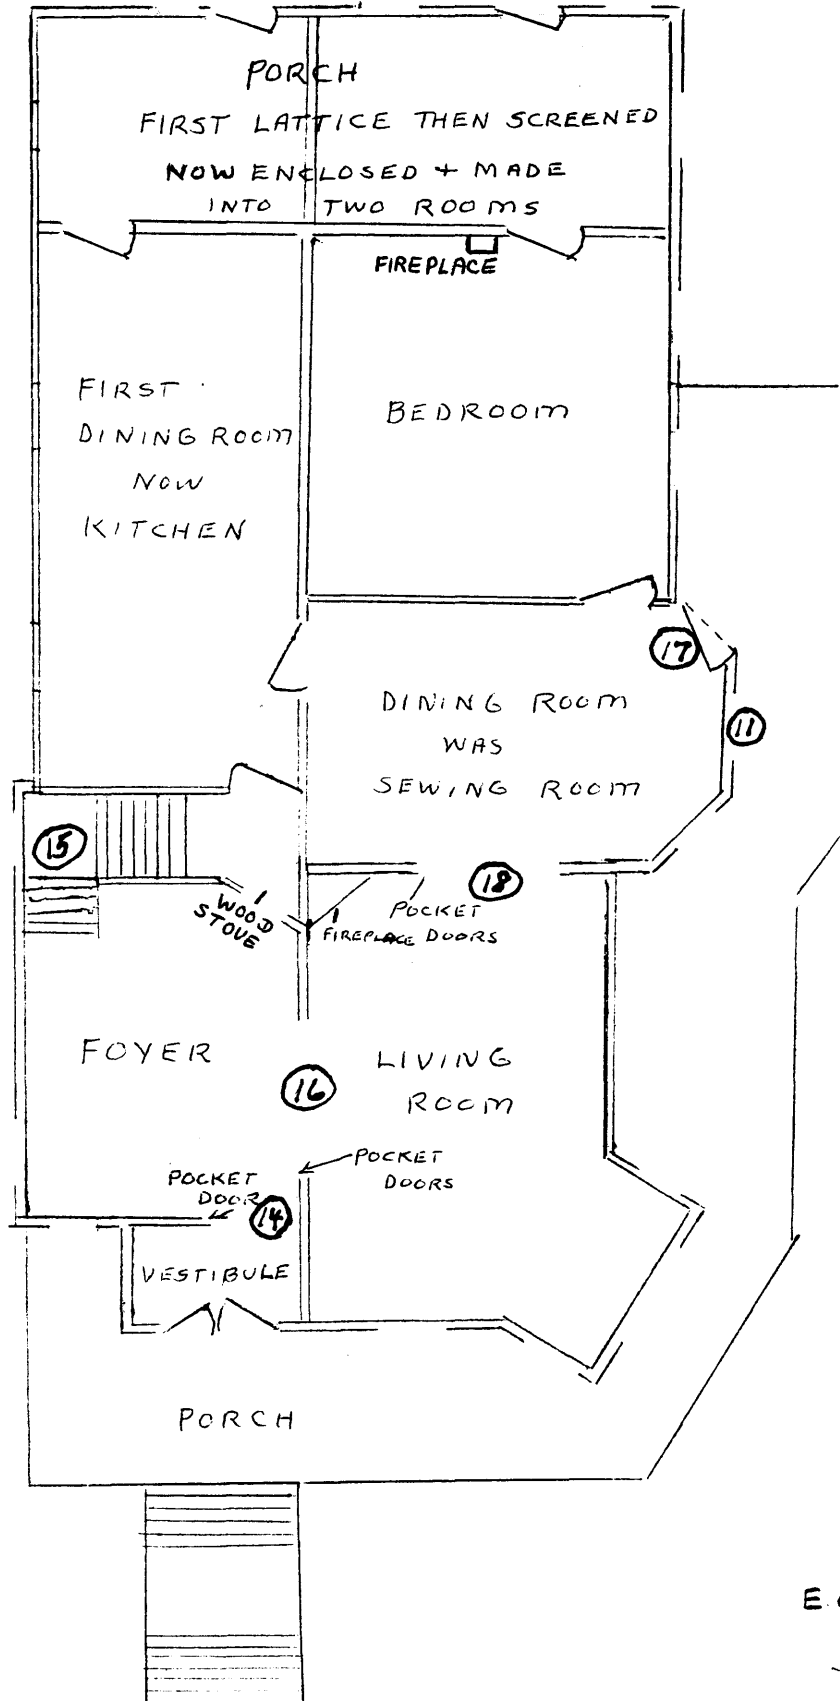 PORCH
FIRST LATTICE THEN SCREENED
NOW ENCLOSED + MADE
INTO TWO ROOMS
FIREPLACE
FIRST
DINING ROOM
NOW
KITCHEN
BEDROOM
17
11
DINING ROOM
WAS
SEWING ROOM
15
18
WOOD
STOVE
POCKET
DOORS
FIREPLACE
FOYER
LIVING
ROOM
16
POCKET
DOORS
POCKET
DOOR
14
VESTIBULE
PORCH
E.